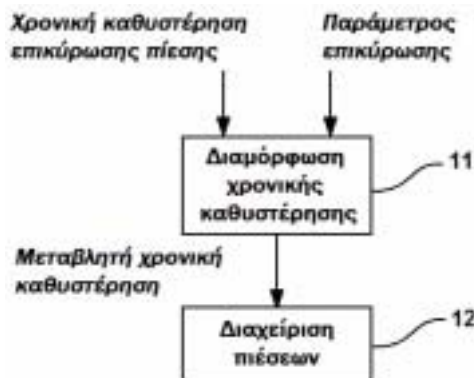 Χρονική καθυστέρηση
επικύρωσης πίεσης
Παράμετρος
επικύρωσης
Διαμόρφωση
χρονικής
καθυστέρησης
11
Μεταβλητή χρονική
καθυστέρηση
Διαχείριση
πιέσεων
12